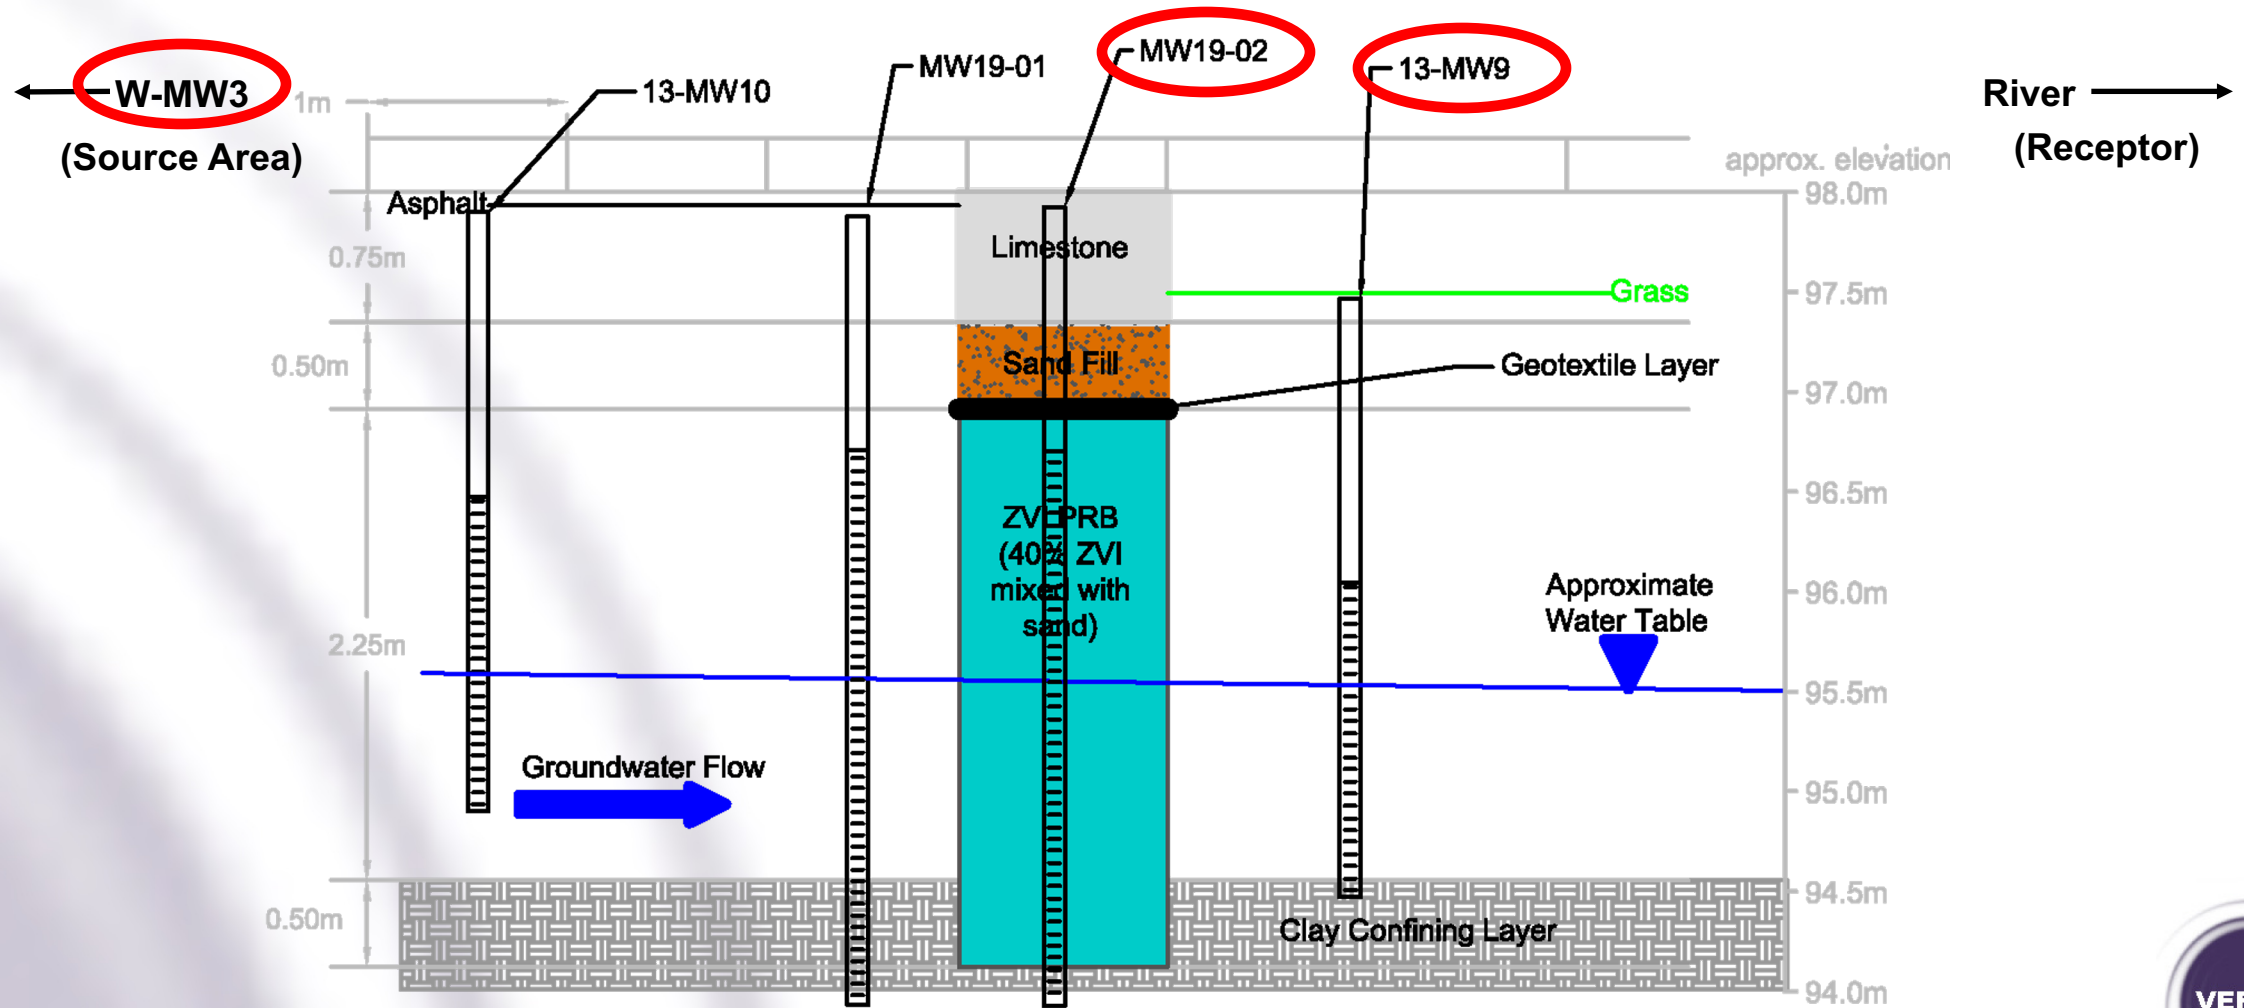 W-MW3
(Source Area)
1m
13-MW10
MW19-01
MW19-02
13-MW9
River
(Receptor)
approx. elevation
98.0m
97.5m
97.0m
96.5m
96.0m
95.5m
95.0m
94.5m
94.0m
Asphalt
0.75m
0.50m
2.25m
0.50m
Limestone
Sand Fill
Grass
Geotextile Layer
ZVI PRB
(40% ZVI
mixed with
sand)
Approximate
Water Table
Groundwater Flow
Clay Confining Layer